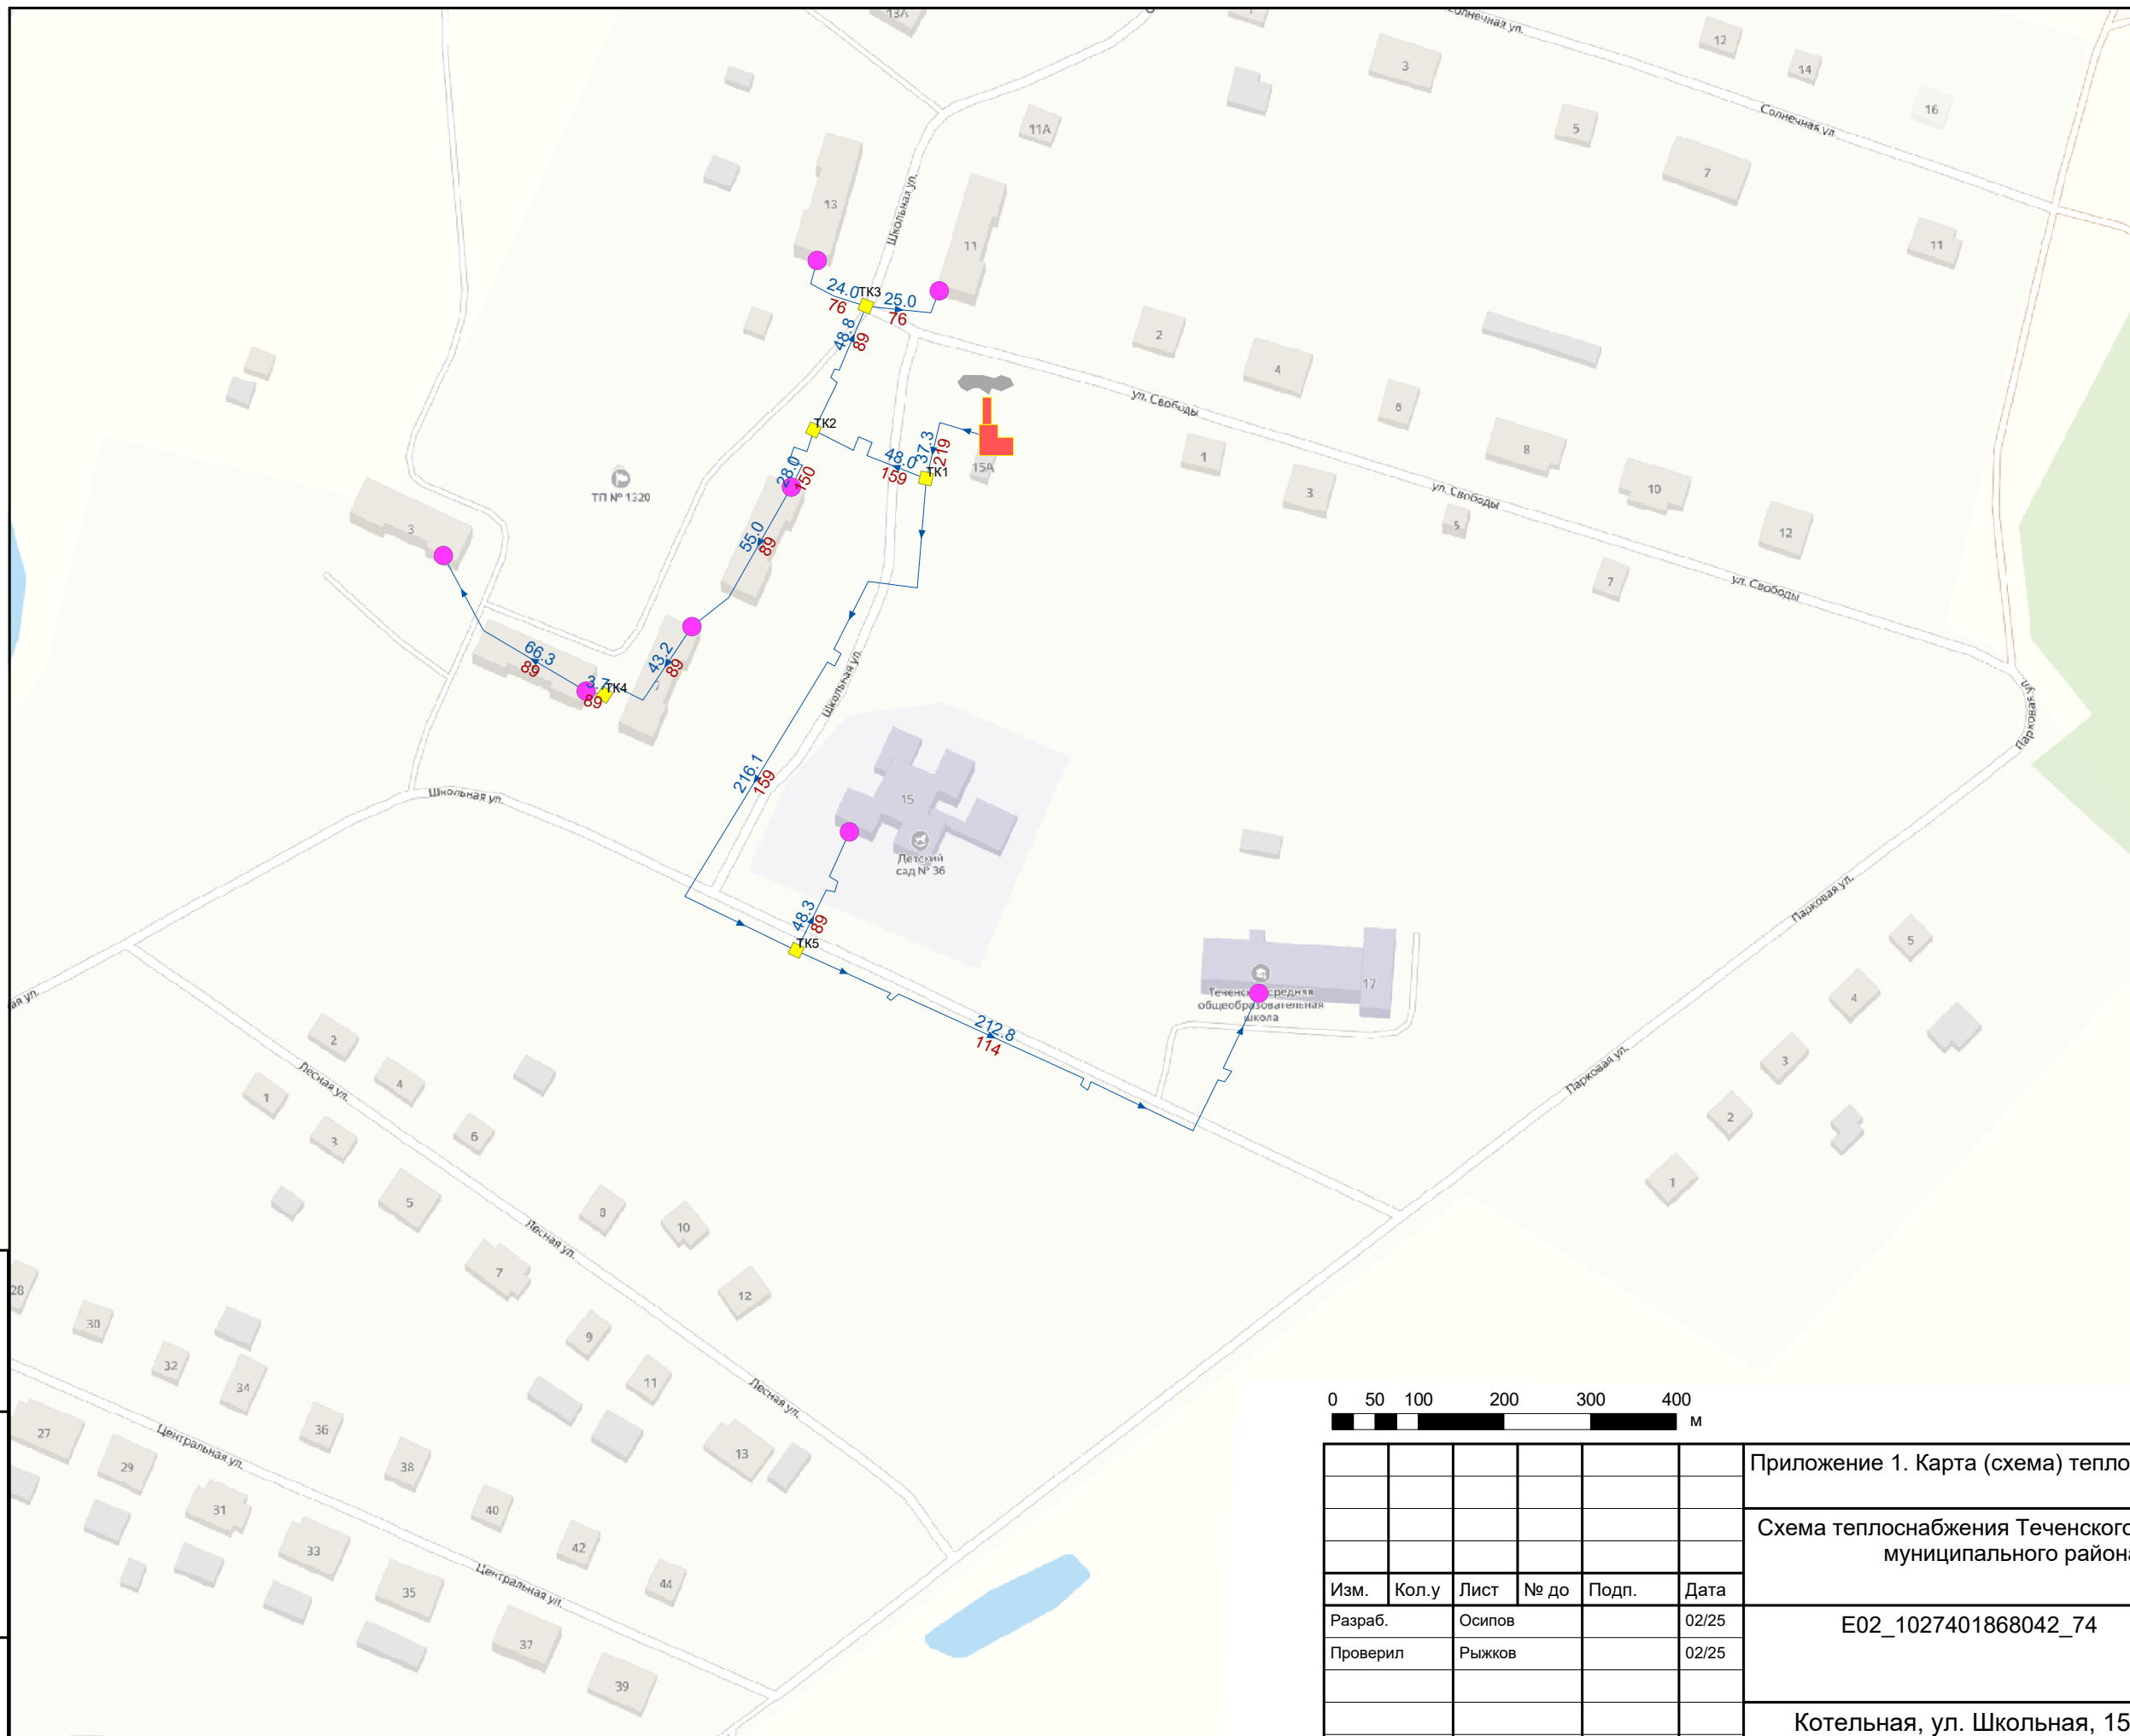 13А
Солнечная ул.
12
14
16
3
5
7
11
Солнечная ул.
11А
13
11
Школьная ул.
24.0
76
ТК3
25.0
76
48.8
89
2
4
6
8
10
12
ул. Свободы
ул. Свободы
ул. Свободы
1
3
5
7
ТК2
37.3
219
48.0
159
ТК1
15А
28.0
150
ТП № 1320
3
55.0
89
43.2
89
66.3
89
3.7
89
ТК4
Школьная ул.
Парковая ул.
216.1
159
15
Детский
сад № 36
Школьная ул.
48.3
89
ТК5
212.8
114
17
Теченская средняя
общеобразовательная
школа
Парковая ул.
Парковая ул.
5
4
3
2
1
ая ул.
2
4
6
1
3
5
7
8
10
12
9
11
13
Лесная ул.
Лесная ул.
Лесная ул.
28
30
32
34
36
38
40
42
44
27
29
31
33
35
37
39
Центральная ул.
Центральная ул.
0 50 100 200 300 400
м
Приложение 1. Карта (схема) тепло
Схема теплоснабжения Теченского
муниципального района
Изм. Кол.у Лист № до Подп. Дата
Разраб. Осипов 02/25
Е02_1027401868042_74
Проверил Рыжков 02/25
Котельная, ул. Школьная, 15